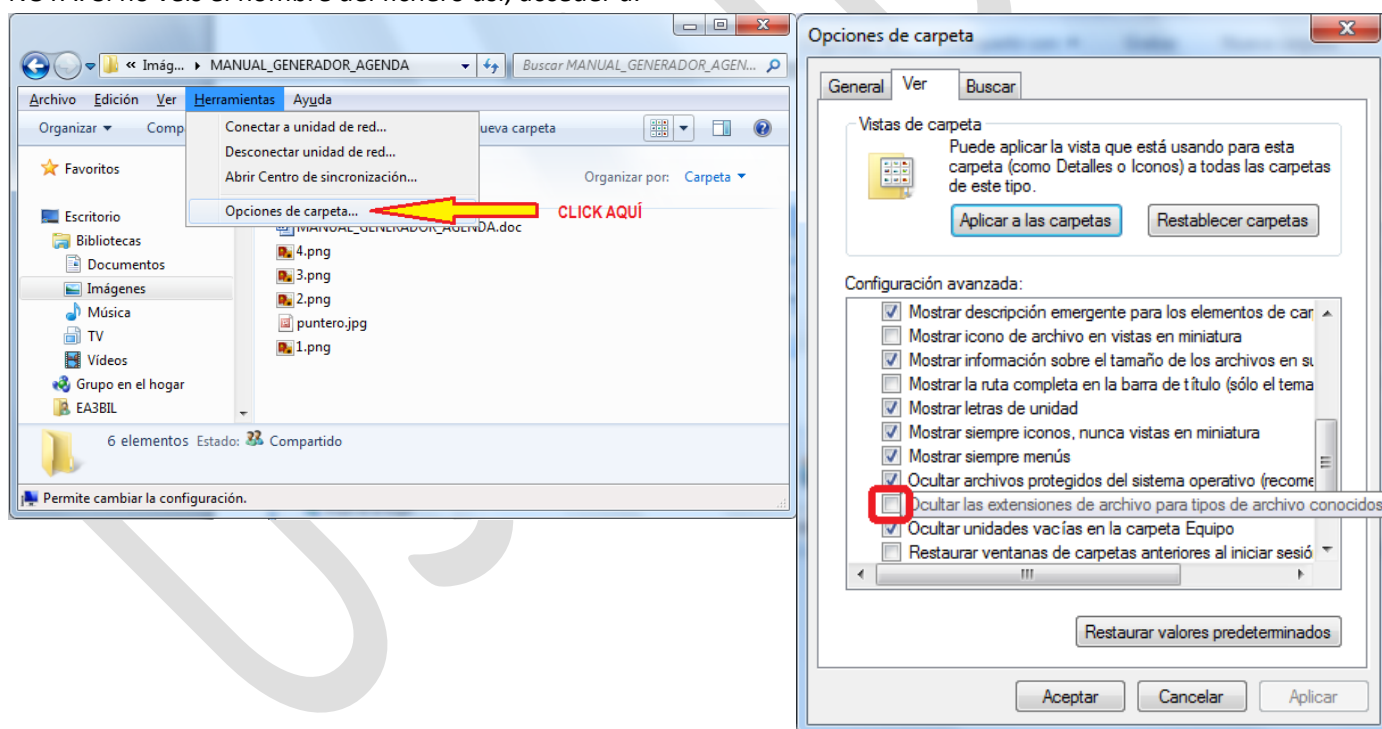 « Imág... ▸ MANUAL_GENERADOR_AGENDA
Buscar MANUAL_GENERADOR_AGEN...
Archivo Edición Ver Herramientas Ayuda
Organizar Comp
ueva carpeta
Conectar a unidad de red...
Desconectar unidad de red...
Abrir Centro de sincronización...
Opciones de carpeta...
CLICK AQUÍ
Organizar por: Carpeta
Favoritos
Escritorio
Bibliotecas
Documentos
Imágenes
Música
TV
Vídeos
Grupo en el hogar
EA3BIL
MANUAL_GENERADOR_AGENDA.doc
4.png
3.png
2.png
puntero.jpg
1.png
6 elementos Estado: Compartido
Permite cambiar la configuración.
Opciones de carpeta
General Ver Buscar
Vistas de carpeta
Puede aplicar la vista que está usando para esta
carpeta (como Detalles o Iconos) a todas las carpetas
de este tipo.
Aplicar a las carpetas Restablecer carpetas
Configuración avanzada:
Mostrar descripción emergente para los elementos de car
Mostrar icono de archivo en vistas en miniatura
Mostrar información sobre el tamaño de los archivos en su
Mostrar la ruta completa en la barra de título (sólo el tema
Mostrar letras de unidad
Mostrar siempre iconos, nunca vistas en miniatura
Mostrar siempre menús
Ocultar archivos protegidos del sistema operativo (recome
Ocultar las extensiones de archivo para tipos de archivo conocidos
Ocultar unidades vacías en la carpeta Equipo
Restaurar ventanas de carpetas anteriores al iniciar sesió
Restaurar valores predeterminados
Aceptar Cancelar Aplicar